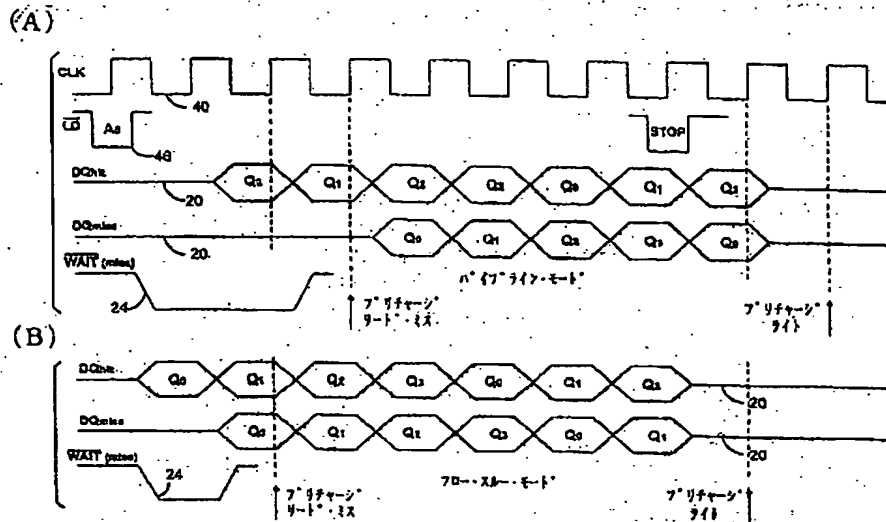 (A)
CLK
40
LD
Aa
48
STOP
DQhit
20
Q2 Q1 Q2 Q3 Q0 Q1 Q2
DQmiss
20
Q0 Q1 Q2 Q3 Q0
WAIT (miss)
24
パイプライン・モード
プリチャージ
リード・ミズ
プリチャージ
ライト
(B)
DQhit
Q0 Q1 Q2 Q3 Q0 Q1 Q2
20
DQmiss
Q0 Q1 Q2 Q3 Q0 Q1
20
WAIT (miss)
24
フロー・スルー・モード
プリチャージ
リード・ミズ
プリチャージ
ライト